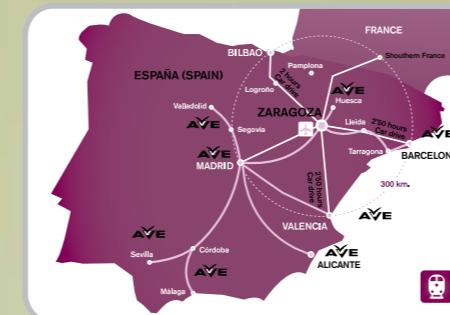 FRANCE
BILBAO
Shouthern France
Pamplona
ESPAÑA (SPAIN)
2 hours
Car drive
Logroño
AVE
Huesca
Valladolid
ZARAGOZA
Lleida
2'50 hours
Car drive
AVE
Segovia
AVE
AVE
MADRID
Tarragona
BARCELON
2'50 hours
Car drive
300 km.
VALENCIA
AVE
AVE
Sevilla
Córdoba
AVE
ALICANTE
AVE
Málaga